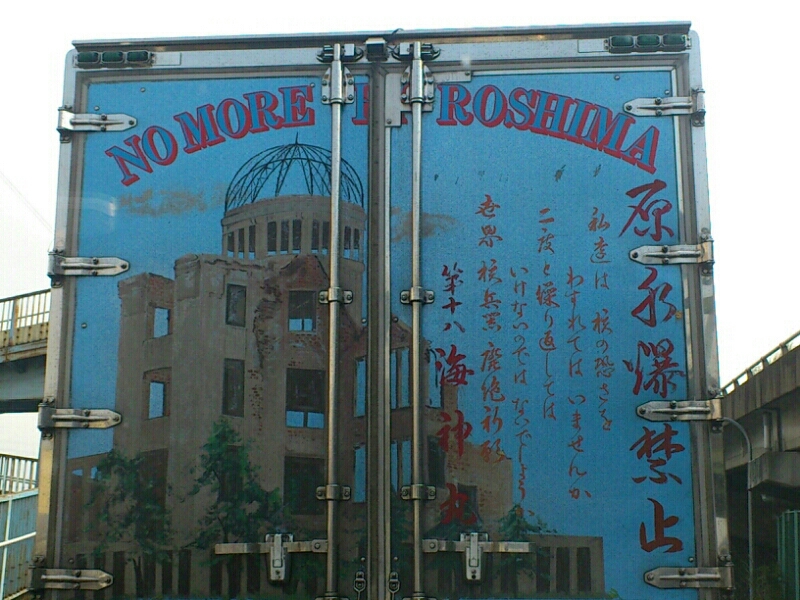 NO MORE HIROSHIMA
原水爆禁止
私達は 核の恐さを
わすれてはいませんか
二度と繰り返しては
いけないのではないでしょうか
世界核兵器廃絶祈願
第十八海神丸